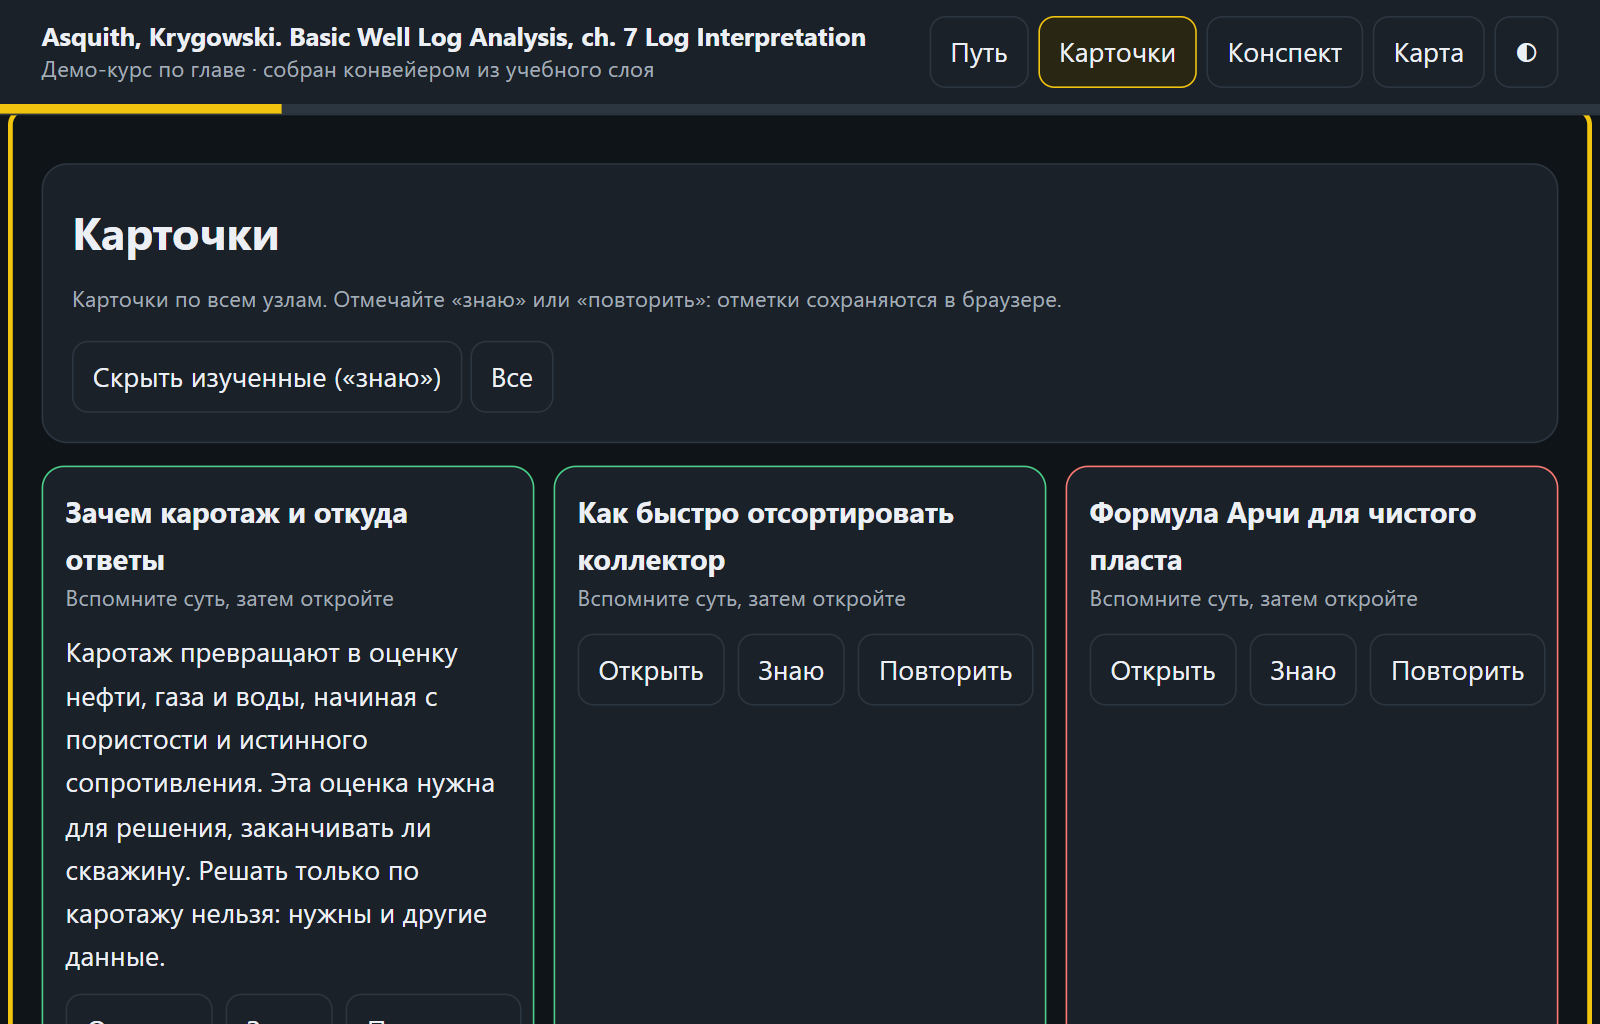 Asquith, Krygowski. Basic Well Log Analysis, ch. 7 Log Interpretation
Демо-курс по главе · собран конвейером из учебного слоя
Путь
Карточки
Конспект
Карта
Карточки
Карточки по всем узлам. Отмечайте «знаю» или «повторить»: отметки сохраняются в браузере.
Скрыть изученные («знаю»)
Все
Зачем каротаж и откуда
ответы
Вспомните суть, затем откройте
Каротаж превращают в оценку
нефти, газа и воды, начиная с
пористости и истинного
сопротивления. Эта оценка нужна
для решения, заканчивать ли
скважину. Решать только по
каротажу нельзя: нужны и другие
данные.
Как быстро отсортировать
коллектор
Вспомните суть, затем откройте
Открыть
Знаю
Повторить
Формула Арчи для чистого
пласта
Вспомните суть, затем откройте
Открыть
Знаю
Повторить